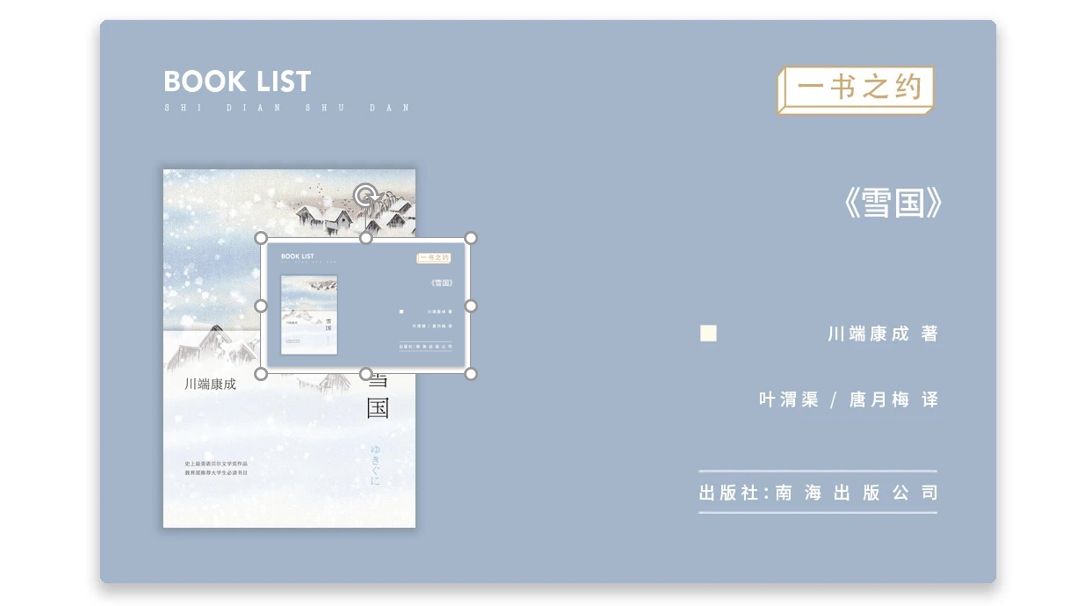 BOOK LIST
SHI DIAN SHU DAN
一书之约
《雪国》
川端康成 著
叶渭渠 / 唐月梅 译
出版社：南海出版公司
川端康成
雪国
ゆきぐに
史上最美诺贝尔文学奖作品
教育部推荐大学生必读书目
BOOK LIST
一书之约
《雪国》
川端康成 著
叶渭渠 / 唐月梅 译
出版社：南海出版公司
雪国